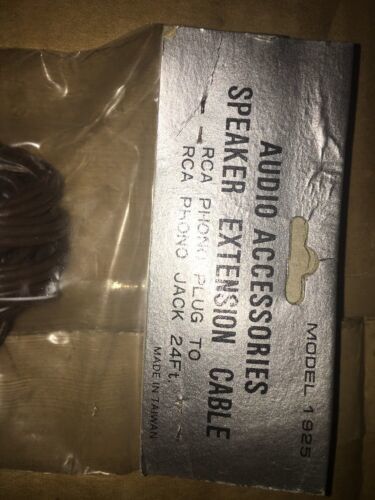 MODEL 1925
AUDIO ACCESSORIES
SPEAKER EXTENSION CABLE
RCA PHONO PLUG TO
RCA PHONO JACK 24Ft.
MADE IN TAIWAN